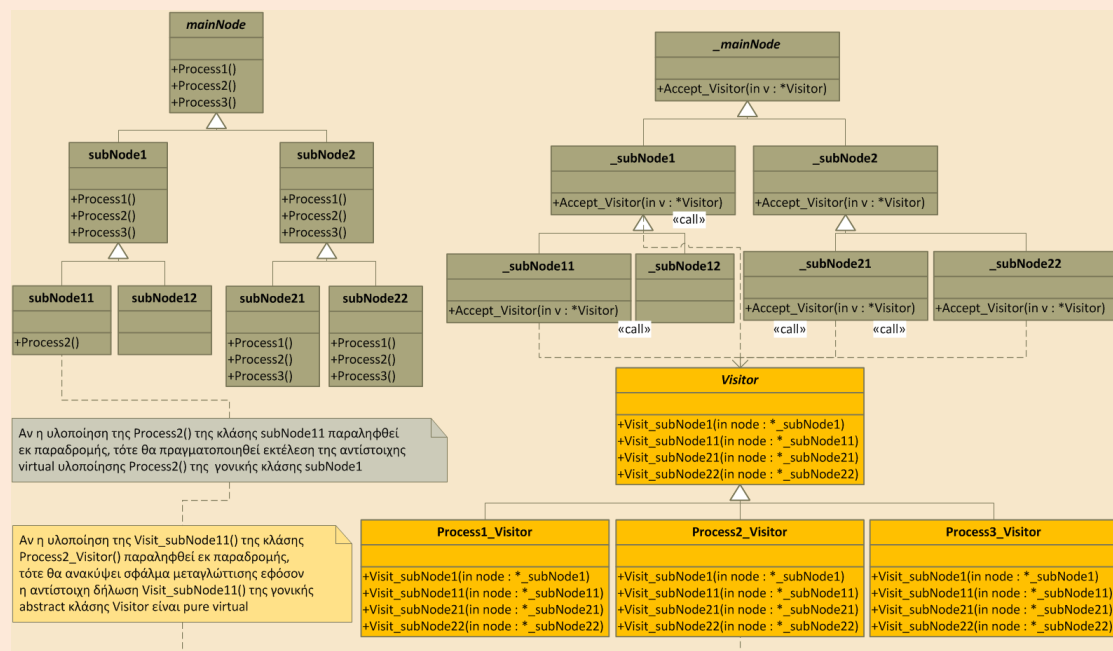 mainNode
+Process1()
+Process2()
+Process3()
subNode1
+Process1()
+Process2()
+Process3()
subNode2
+Process1()
+Process2()
+Process3()
subNode11
+Process2()
subNode12
subNode21
+Process1()
+Process2()
+Process3()
subNode22
+Process1()
+Process2()
+Process3()
Αν η υλοποίηση της Process2() της κλάσης subNode11 παραληφθεί
εκ παραδρομής, τότε θα πραγματοποιηθεί εκτέλεση της αντίστοιχης
virtual υλοποίησης Process2() της γονικής κλάσης subNode1
Αν η υλοποίηση της Visit_subNode11() της κλάσης
Process2_Visitor() παραληφθεί εκ παραδρομής,
τότε θα ανακύψει σφάλμα μεταγλώττισης εφόσον
η αντίστοιχη δήλωση Visit_subNode11() της γονικής
abstract κλάσης Visitor είναι pure virtual
_mainNode
+Accept_Visitor(in v : *Visitor)
_subNode1
+Accept_Visitor(in v : *Visitor)
_subNode2
+Accept_Visitor(in v : *Visitor)
«call»
_subNode11
+Accept_Visitor(in v : *Visitor)
_subNode12
_subNode21
+Accept_Visitor(in v : *Visitor)
_subNode22
+Accept_Visitor(in v : *Visitor)
«call»
«call»
«call»
Visitor
+Visit_subNode1(in node : *_subNode1)
+Visit_subNode11(in node : *_subNode11)
+Visit_subNode21(in node : *_subNode21)
+Visit_subNode22(in node : *_subNode22)
Process1_Visitor
+Visit_subNode1(in node : *_subNode1)
+Visit_subNode11(in node : *_subNode11)
+Visit_subNode21(in node : *_subNode21)
+Visit_subNode22(in node : *_subNode22)
Process2_Visitor
+Visit_subNode1(in node : *_subNode1)
+Visit_subNode11(in node : *_subNode11)
+Visit_subNode21(in node : *_subNode21)
+Visit_subNode22(in node : *_subNode22)
Process3_Visitor
+Visit_subNode1(in node : *_subNode1)
+Visit_subNode11(in node : *_subNode11)
+Visit_subNode21(in node : *_subNode21)
+Visit_subNode22(in node : *_subNode22)